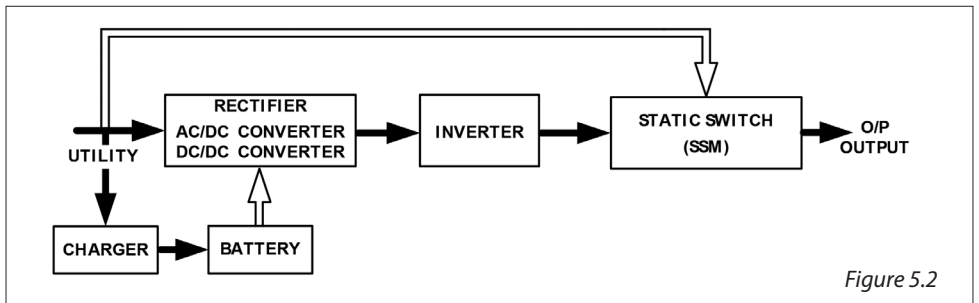 RECTIFIER
AC/DC CONVERTER
DC/DC CONVERTER
INVERTER
STATIC SWITCH
(SSM)
O/P
OUTPUT
UTILITY
CHARGER
BATTERY
Figure 5.2